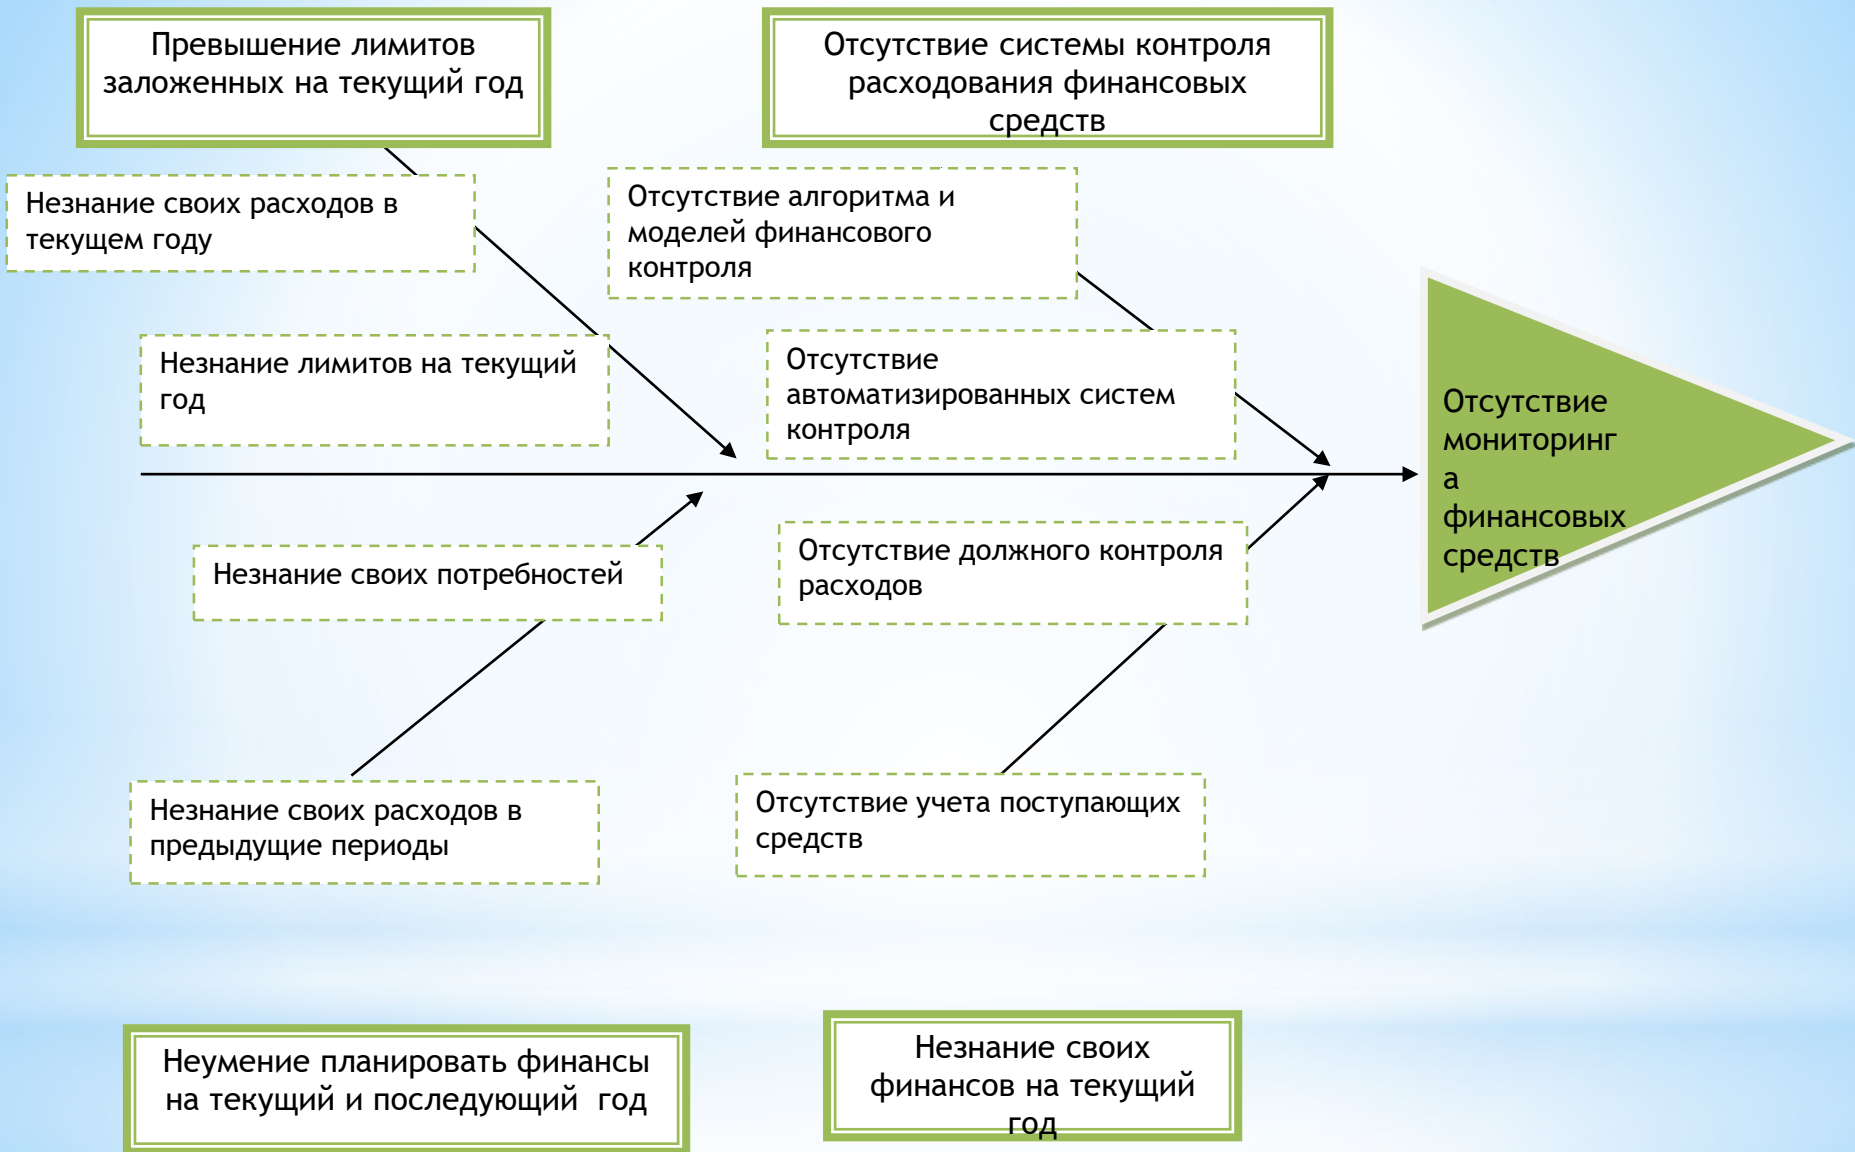 Превышение лимитов
заложенных на текущий год
Отсутствие системы контроля
расходования финансовых
средств
Незнание своих расходов в
текущем году
Отсутствие алгоритма и
моделей финансового
контроля
Незнание лимитов на текущий
год
Отсутствие
автоматизированных систем
контроля
Отсутствие
мониторинг
а
финансовых
средств
Незнание своих потребностей
Отсутствие должного контроля
расходов
Незнание своих расходов в
предыдущие периоды
Отсутствие учета поступающих
средств
Неумение планировать финансы
на текущий и последующий  год
Незнание своих
финансов на текущий
год